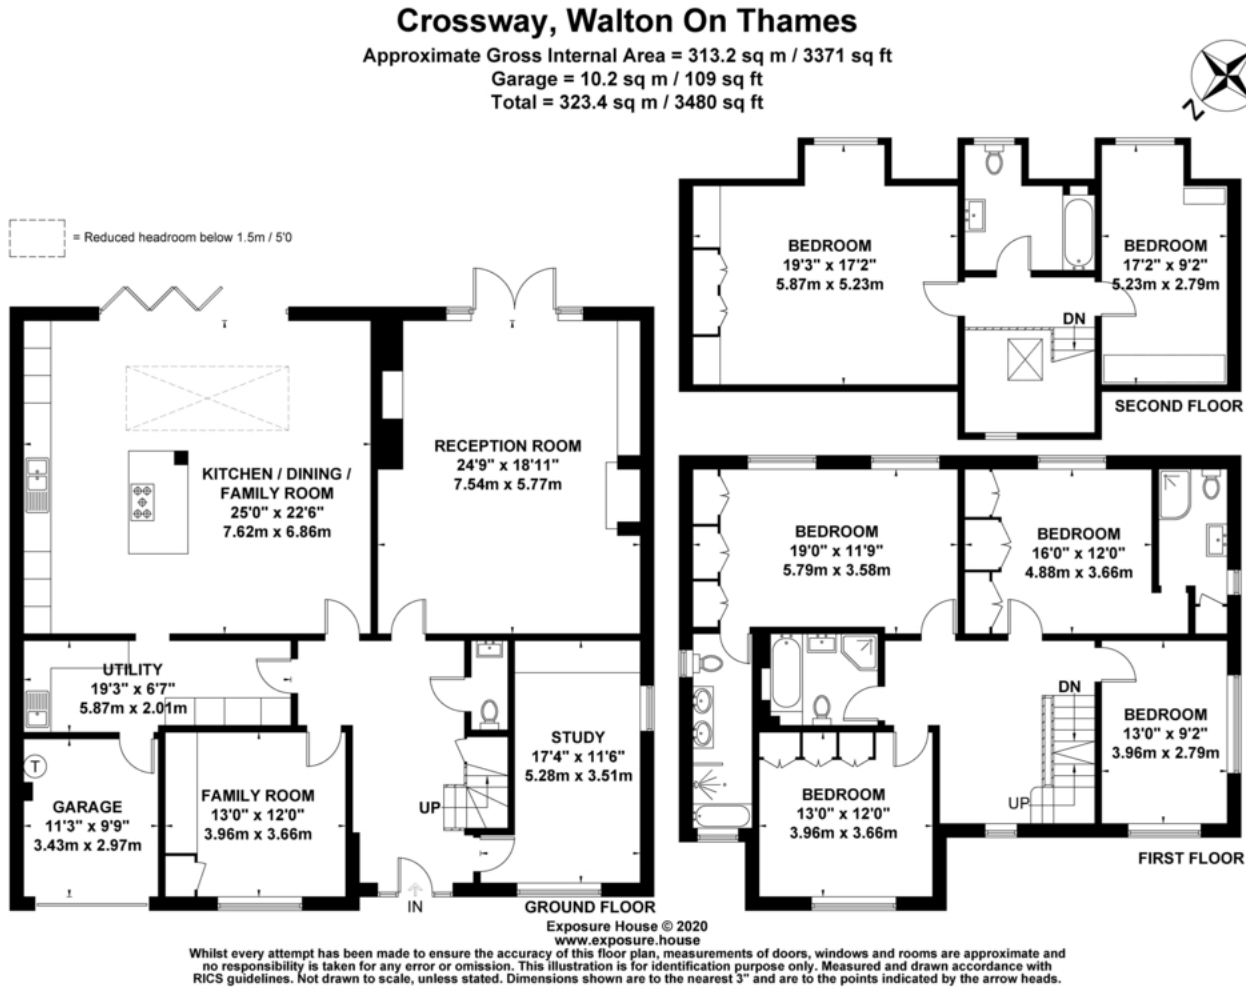 Crossway, Walton On Thames
Approximate Gross Internal Area = 313.2 sq m / 3371 sq ft
Garage = 10.2 sq m / 109 sq ft
Total = 323.4 sq m / 3480 sq ft
Z
= Reduced headroom below 1.5m / 5'0
BEDROOM
19'3" x 17'2"
5.87m x 5.23m
BEDROOM
17'2" x 9'2"
5.23m x 2.79m
DN
SECOND FLOOR
KITCHEN / DINING /
FAMILY ROOM
25'0" x 22'6"
7.62m x 6.86m
RECEPTION ROOM
24'9" x 18'11"
7.54m x 5.77m
UTILITY
19'3" x 6'7"
5.87m x 2.01m
T
GARAGE
11'3" x 9'9"
3.43m x 2.97m
FAMILY ROOM
13'0" x 12'0"
3.96m x 3.66m
UP
STUDY
17'4" x 11'6"
5.28m x 3.51m
IN
GROUND FLOOR
BEDROOM
19'0" x 11'9"
5.79m x 3.58m
BEDROOM
16'0" x 12'0"
4.88m x 3.66m
DN
BEDROOM
13'0" x 9'2"
3.96m x 2.79m
BEDROOM
13'0" x 12'0"
3.96m x 3.66m
UP
FIRST FLOOR
Exposure House © 2020
www.exposure.house
Whilst every attempt has been made to ensure the accuracy of this floor plan, measurements of doors, windows and rooms are approximate and
no responsibility is taken for any error or omission. This illustration is for identification purpose only. Measured and drawn accordance with
RICS guidelines. Not drawn to scale, unless stated. Dimensions shown are to the nearest 3" and are to the points indicated by the arrow heads.